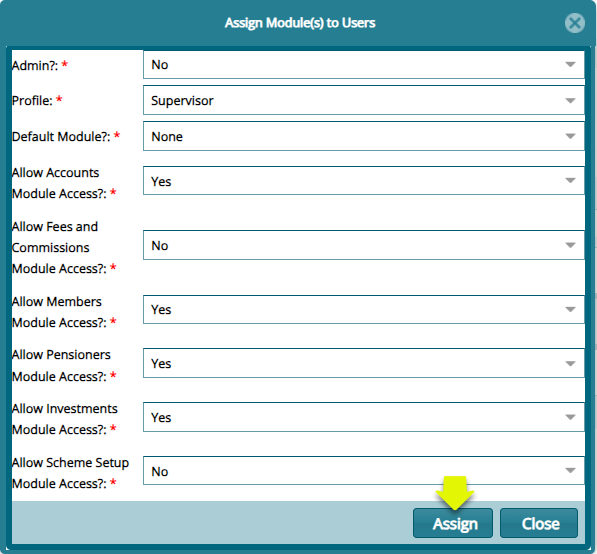 Assign Module(s) to Users
Admin?: * No
Profile: * Supervisor
Default Module?: * None
Allow Accounts
Module Access?: * Yes
Allow Fees and
Commissions
Module Access?: * No
Allow Members
Module Access?: * Yes
Allow Pensioners
Module Access?: * Yes
Allow Investments
Module Access?: * Yes
Allow Scheme Setup
Module Access?: * No
Assign Close